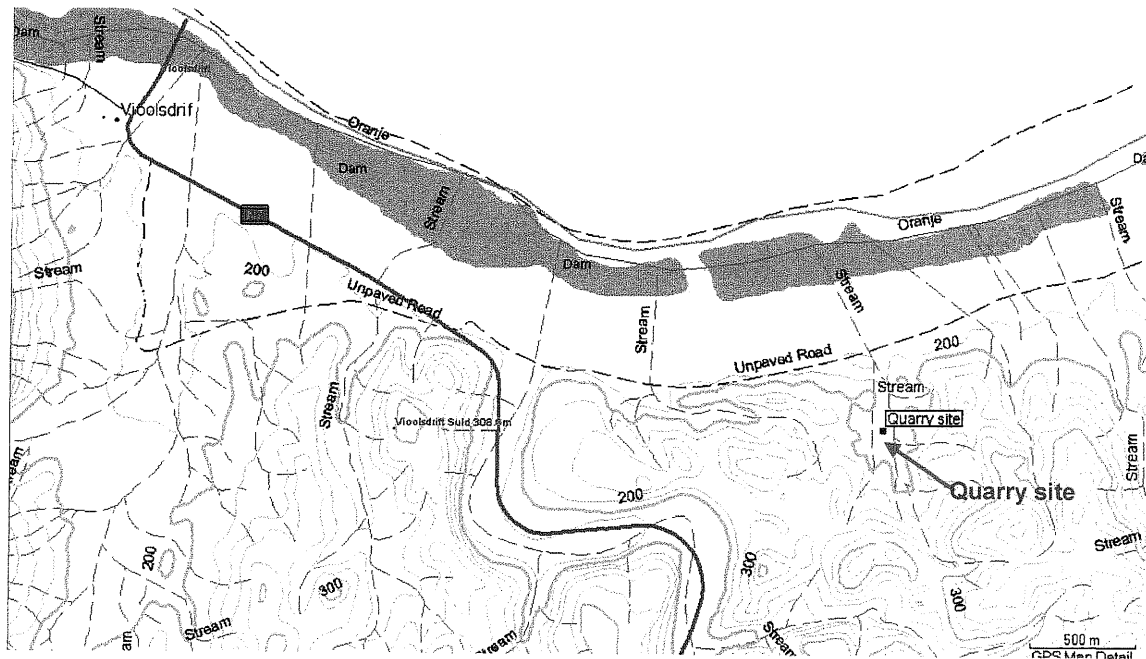 Dam
Stream
Vioolsdrif
Oranje
Dam
Stream
Oranje
Stream
Dam
Stream
Stream
200
Unpaved Road
Stream
Unpaved Road
200
Stream
Quarry site
Stream
Vioolsdrift Suid 308.6m
Stream
Quarry site
200
200
300
300
300
Stream
Stream
Stream
Stream
500 m
GPS Map Detail